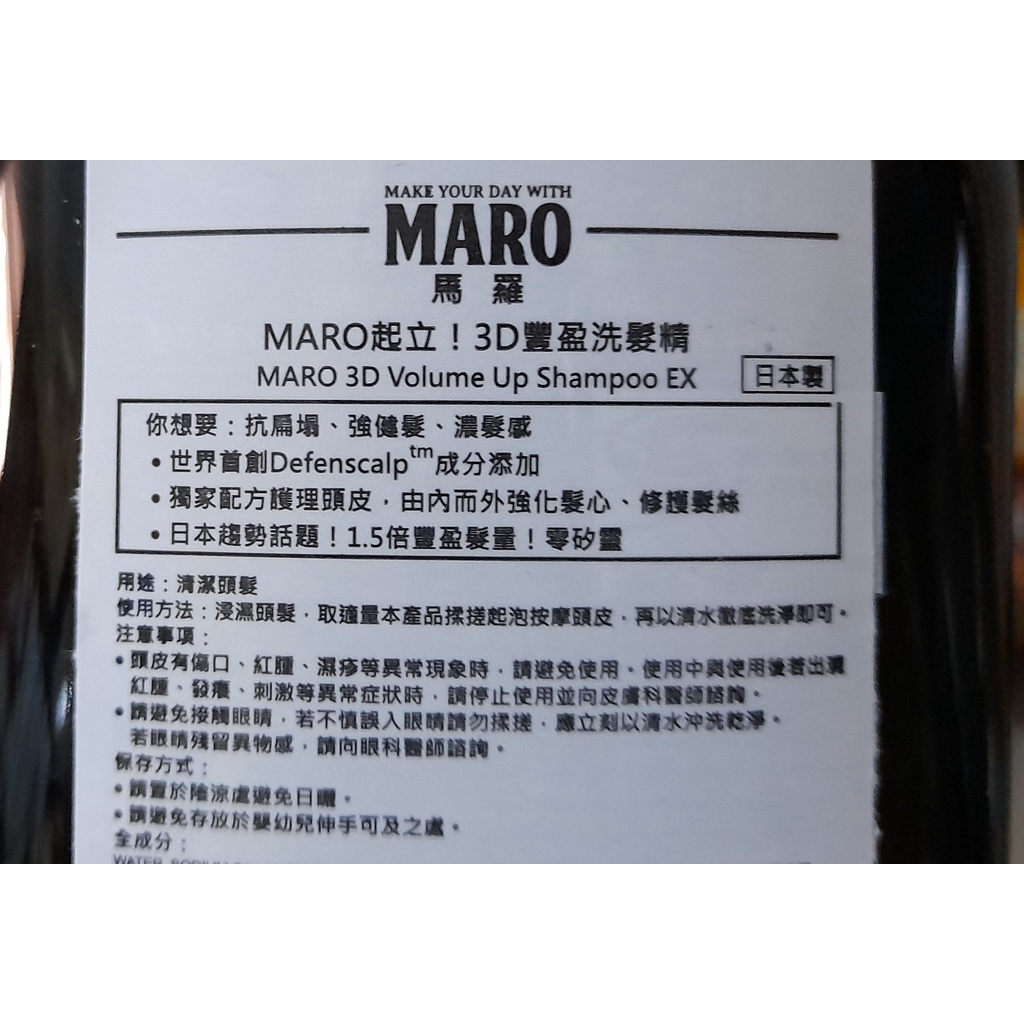 MAKE YOUR DAY WITH
MARO
馬羅
MARO起立！3D豐盈洗髮精
MARO 3D Volume Up Shampoo EX
日本製
你想要：抗扁塌、強健髮、濃髮感
•世界首創Defenscalp™成分添加
•獨家配方護理頭皮，由內而外強化髮心、修護髮絲
•日本趨勢話題！1.5倍豐盈髮量！零矽靈
用途：清潔頭髮
使用方法：浸濕頭髮，取適量本產品揉搓起泡按摩頭皮，再以清水徹底洗淨即可。
注意事項：
•頭皮有傷口、紅腫、濕疹等異常現象時，請避免使用。使用中與使用後若出現
紅腫、發癢、刺激等異常症狀時，請停止使用並向皮膚科醫師諮詢。
•請避免接觸眼睛，若不慎誤入眼睛請勿揉搓，應立刻以清水沖洗乾淨。
若眼睛殘留異物感，請向眼科醫師諮詢。
保存方式：
•請置於陰涼處避免日曬。
•請避免存放於嬰幼兒伸手可及之處。
全成分：
WATER, SODIUM